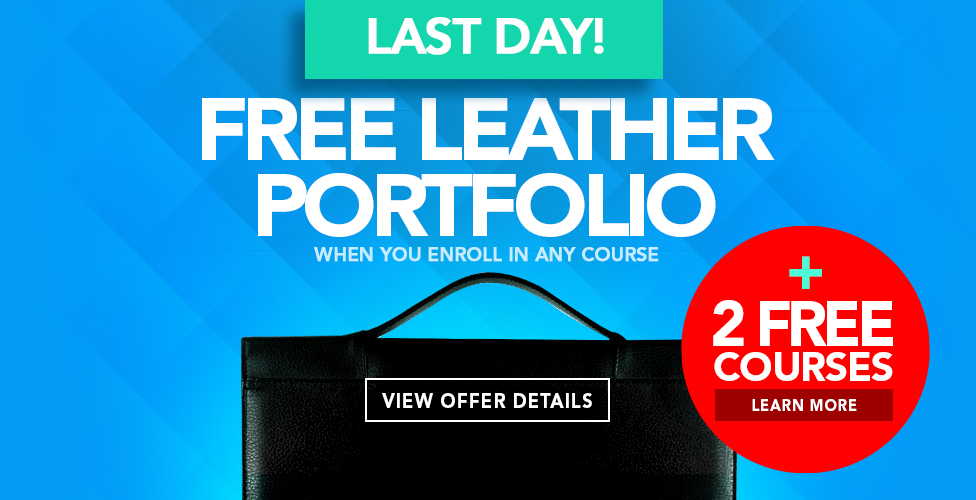 LAST DAY!
FREE LEATHER
PORTFOLIO
WHEN YOU ENROLL IN ANY COURSE
+
2 FREE
COURSES
LEARN MORE
VIEW OFFER DETAILS